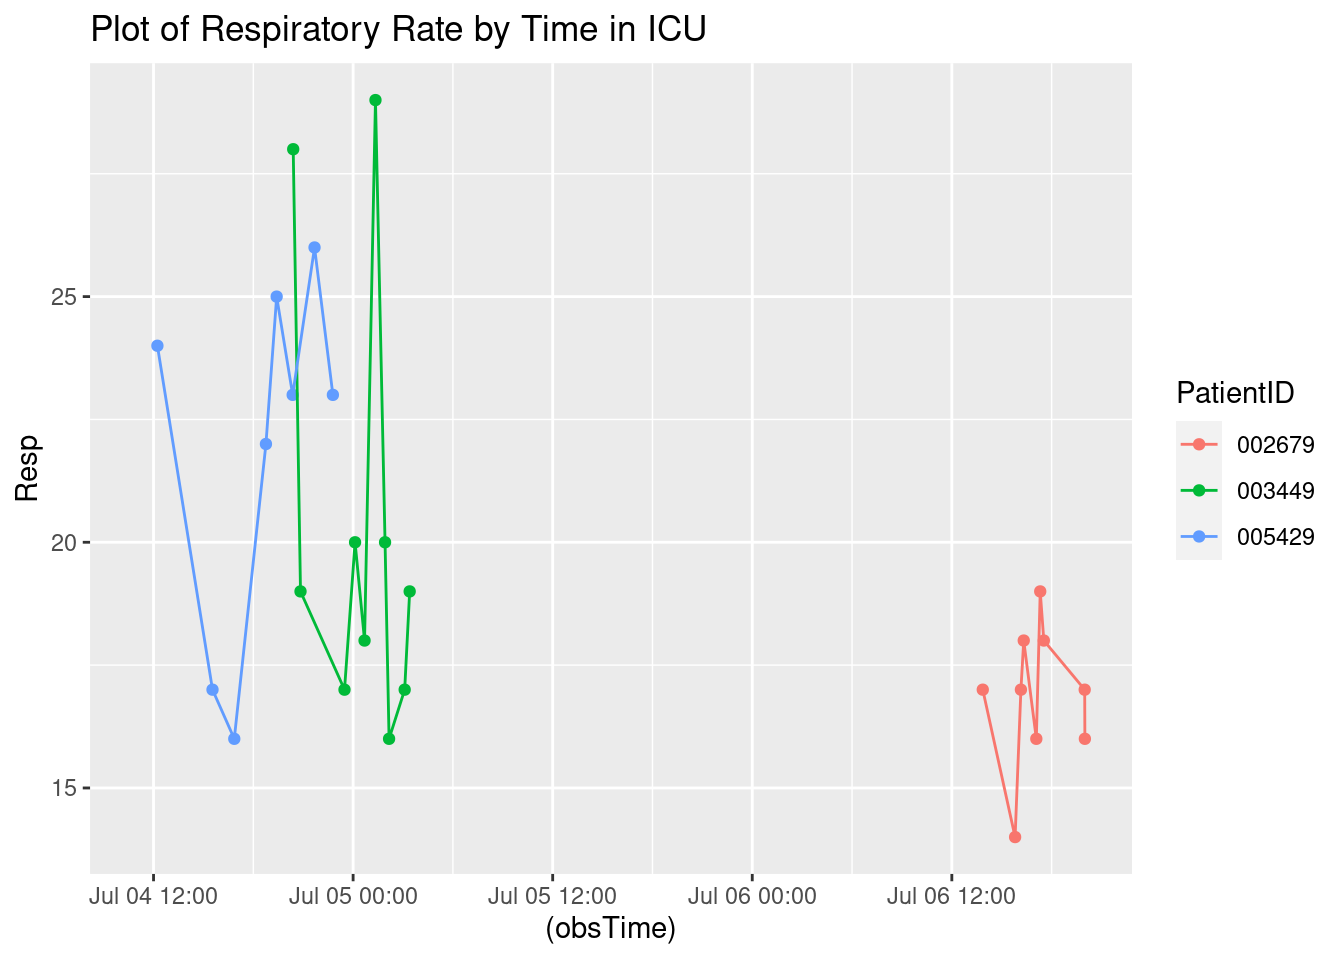 Plot of Respiratory Rate by Time in ICU
Resp
25
20
15
Jul 04 12:00
Jul 05 00:00
Jul 05 12:00
Jul 06 00:00
Jul 06 12:00
(obsTime)
PatientID
002679
003449
005429